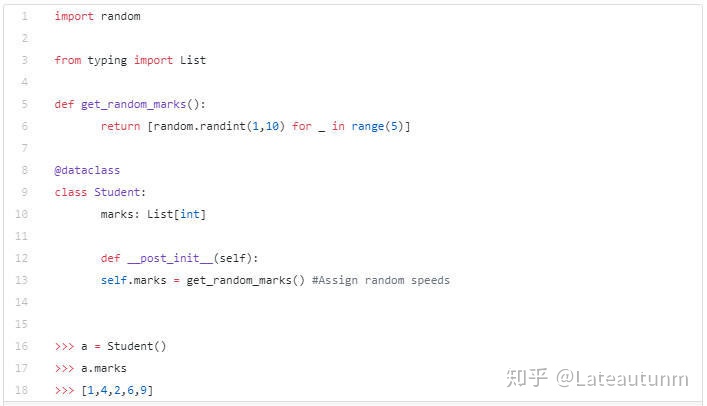 1 import random
2
3 from typing import List
4
5 def get_random_marks():
6 return [random.randint(1,10) for _ in range(5)]
7
8 @dataclass
9 class Student:
10 marks: List[int]
11
12 def __post_init__(self):
13 self.marks = get_random_marks() #Assign random speeds
14
15
16 >>> a = Student()
17 >>> a.marks
18 >>> [1,4,2,6,9]
知乎 @Lateautunm